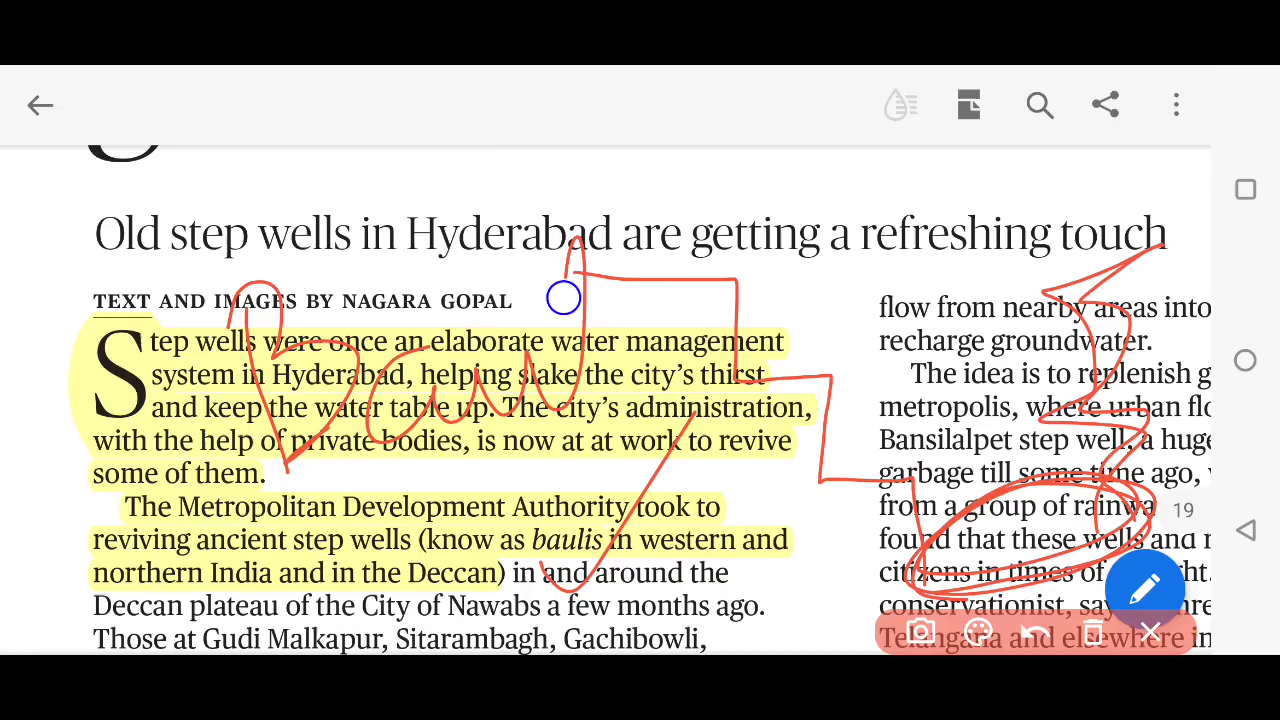 Old step wells in Hyderabad are getting a refreshing touch
TEXT AND IMAGES BY NAGARA GOPAL
Step wells were once an elaborate water management
system in Hyderabad, helping slake the city's thirst
and keep the water table up. The city's administration,
with the help of private bodies, is now at at work to revive
some of them.
The Metropolitan Development Authority took to
reviving ancient step wells (know as baulis in western and
northern India and in the Deccan) in and around the
Deccan plateau of the City of Nawabs a few months ago.
Those at Gudi Malkapur, Sitarambagh, Gachibowli,
flow from nearby areas into
recharge groundwater.
The idea is to replenish g
metropolis, where urban flo
Bansilalpet step well, a huge
garbage till some time ago,
from a group of
found that these wells and
citizens in times of
conservationist,
Telangana and elsewhere in
19